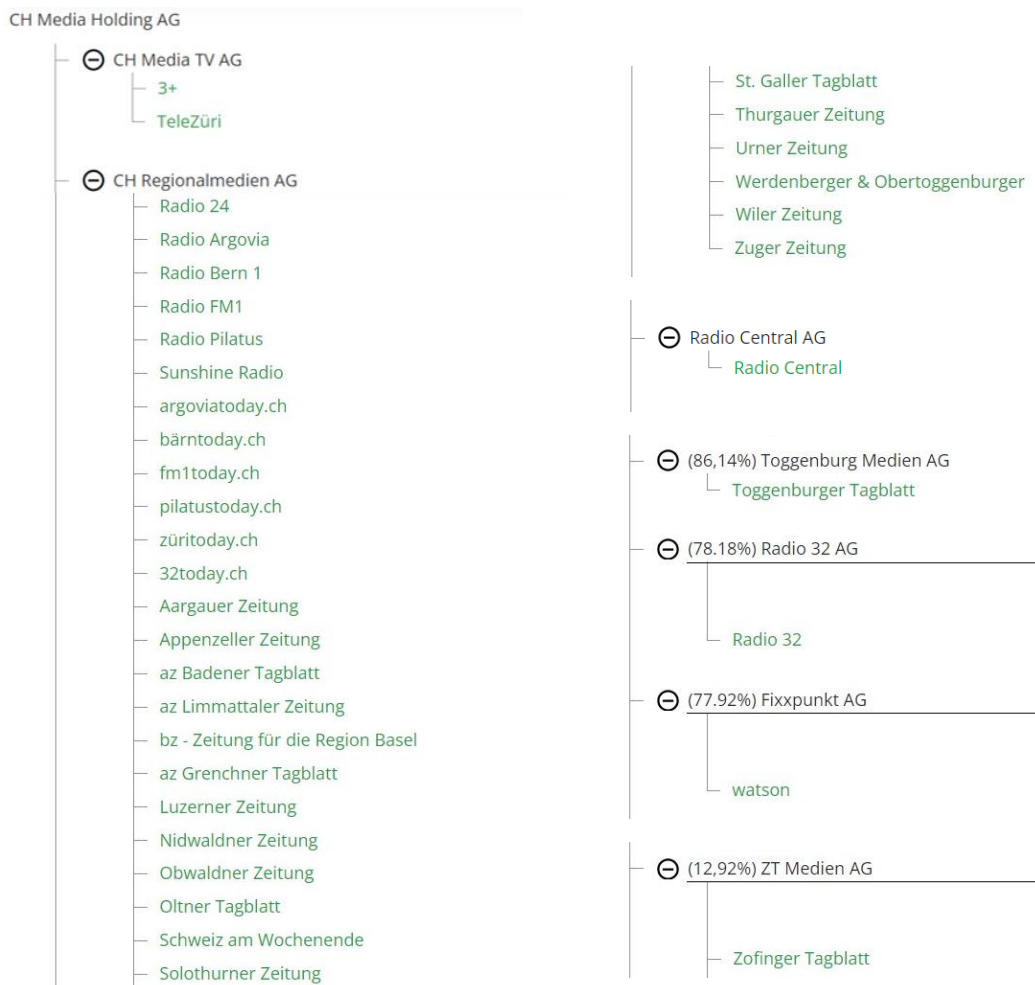 CH Media Holding AG
CH Media TV AG
3+
TeleZüri
CH Regionalmedien AG
Radio 24
Radio Argovia
Radio Bern 1
Radio FM1
Radio Pilatus
Sunshine Radio
argoviatoday.ch
bärntoday.ch
fm1today.ch
pilatustoday.ch
züritoday.ch
32today.ch
Aargauer Zeitung
Appenzeller Zeitung
az Badener Tagblatt
az Limmattaler Zeitung
bz - Zeitung für die Region Basel
az Grenchner Tagblatt
Luzerner Zeitung
Nidwaldner Zeitung
Obwaldner Zeitung
Oltner Tagblatt
Schweiz am Wochenende
Solothurner Zeitung
St. Galler Tagblatt
Thurgauer Zeitung
Urner Zeitung
Werdenberger & Obertoggenburger
Wiler Zeitung
Zuger Zeitung
Radio Central AG
Radio Central
(86,14%) Toggenburg Medien AG
Toggenburger Tagblatt
(78.18%) Radio 32 AG
Radio 32
(77.92%) Fixxpunkt AG
watson
(12,92%) ZT Medien AG
Zofinger Tagblatt